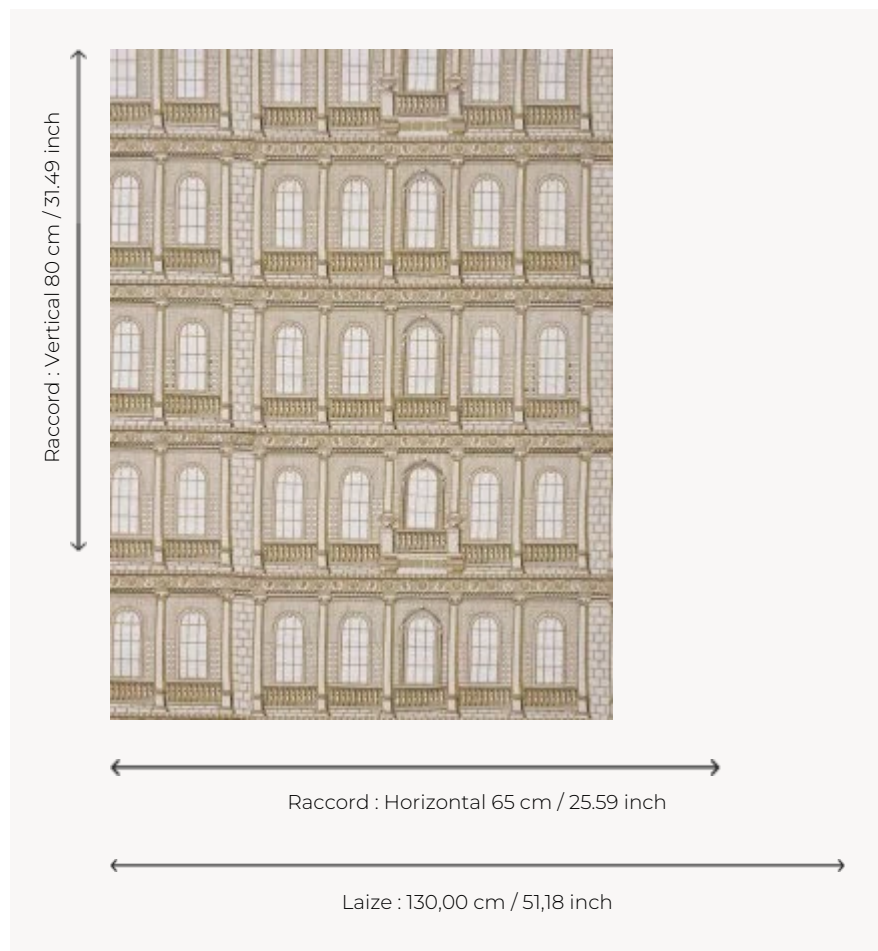 Raccord : Vertical 80 cm / 31.49 inch
Raccord : Horizontal 65 cm / 25.59 inch
Laize : 130,00 cm / 51,18 inch